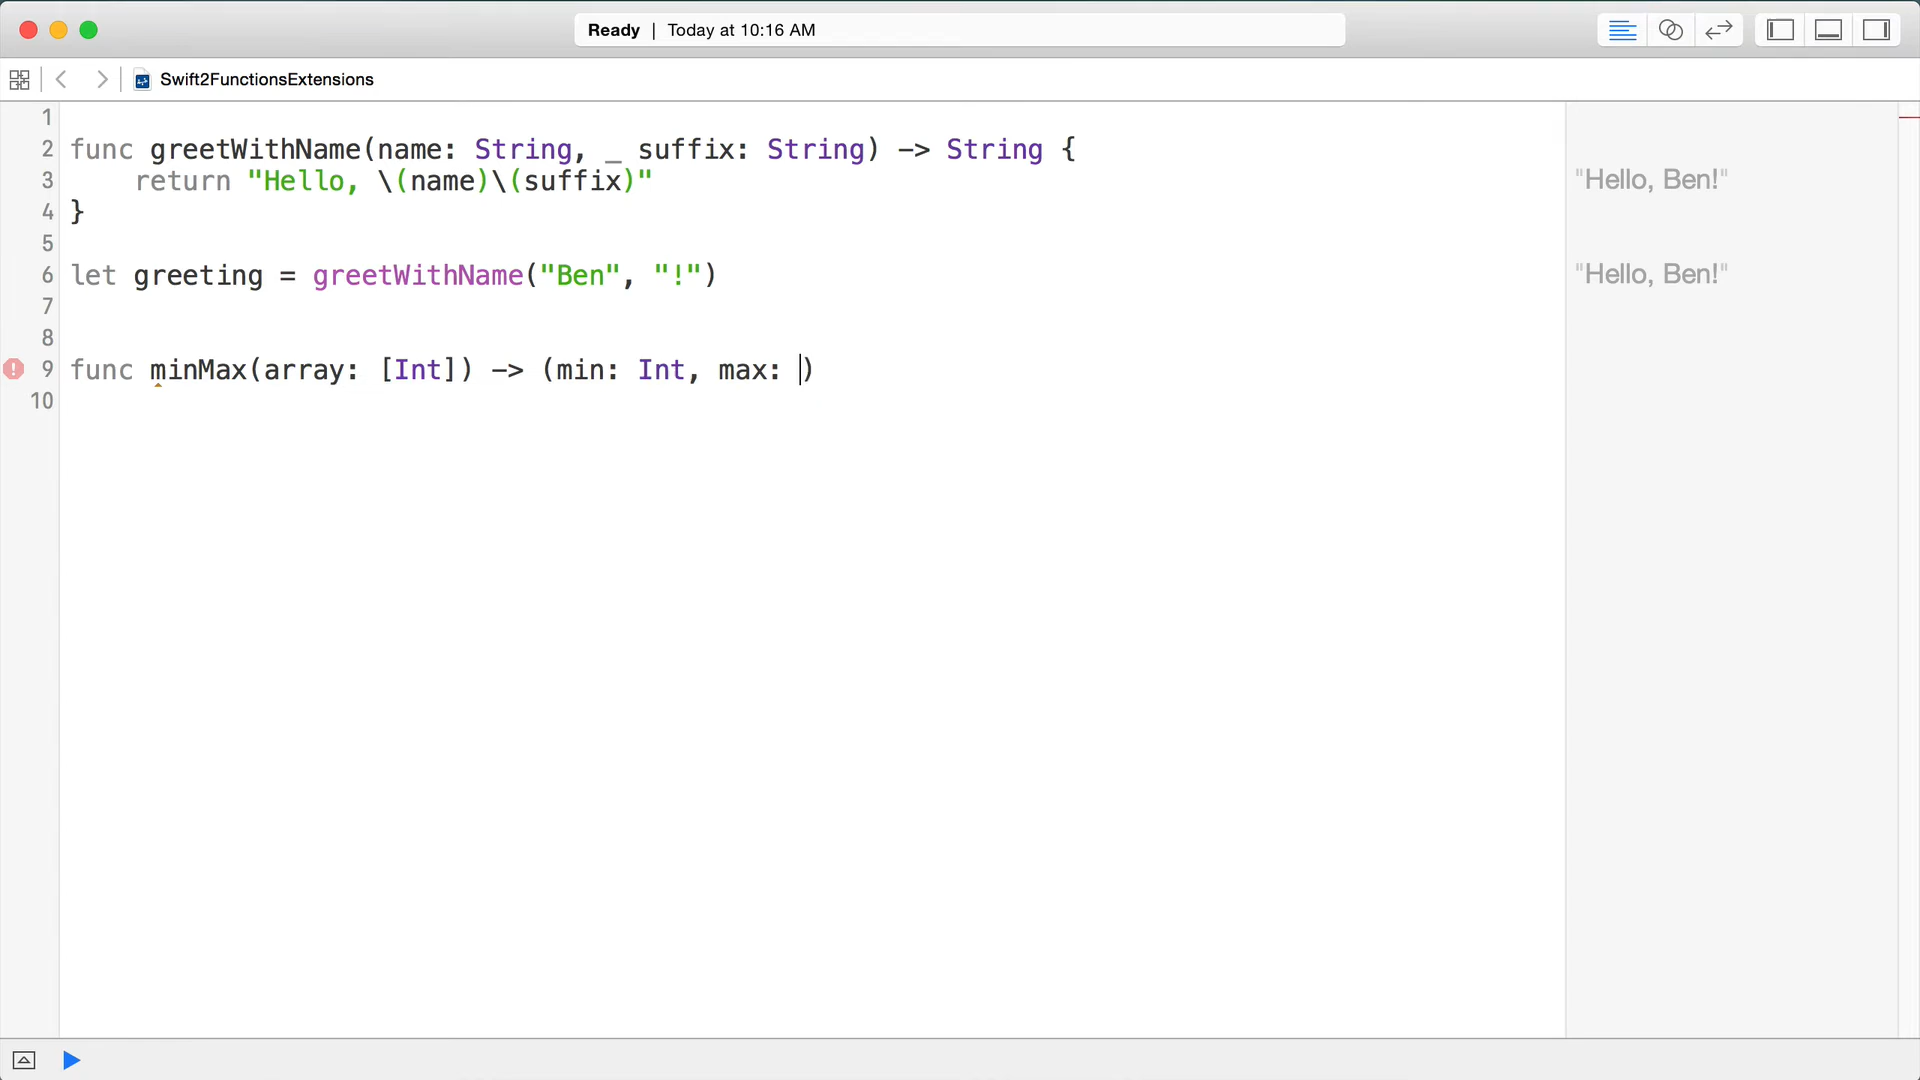 Ready | Today at 10:16 AM
Swift2FunctionsExtensions
1
2 func greetWithName(name: String, _ suffix: String) -> String {
3 return "Hello, \(name)\(suffix)" "Hello, Ben!"
4 }
5
6 let greeting = greetWithName("Ben", "!") "Hello, Ben!"
7
8
9 func minMax(array: [Int]) -> (min: Int, max: )
10